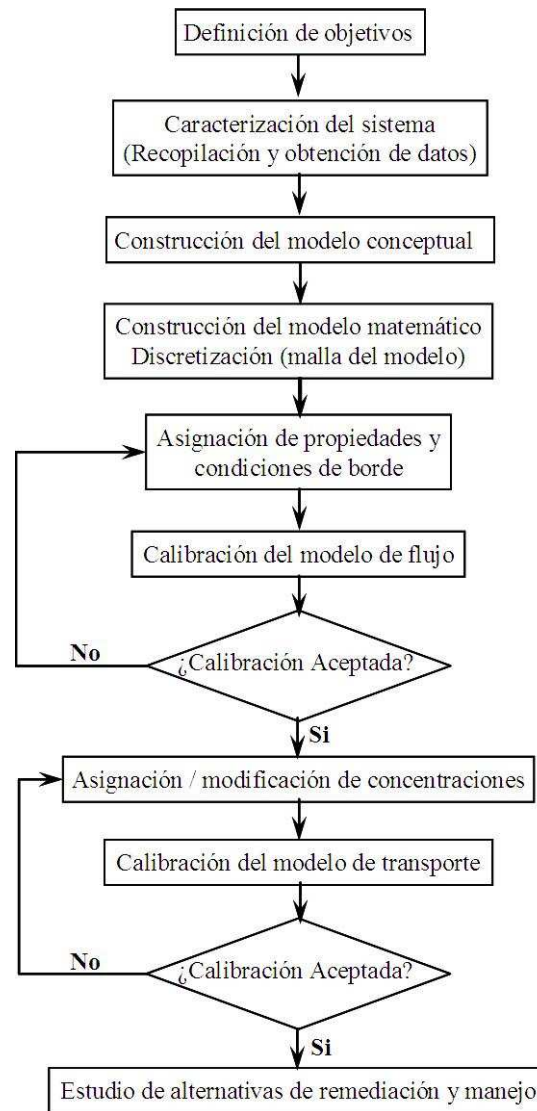 Definición de objetivos
Caracterización del sistema
(Recopilación y obtención de datos)
Construcción del modelo conceptual
Construcción del modelo matemático
Discretización (malla del modelo)
Asignación de propiedades y
condiciones de borde
Calibración del modelo de flujo
¿Calibración Aceptada?
No
Si
Asignación / modificación de concentraciones
Calibración del modelo de transporte
¿Calibración Aceptada?
No
Si
Estudio de alternativas de remediación y manejo